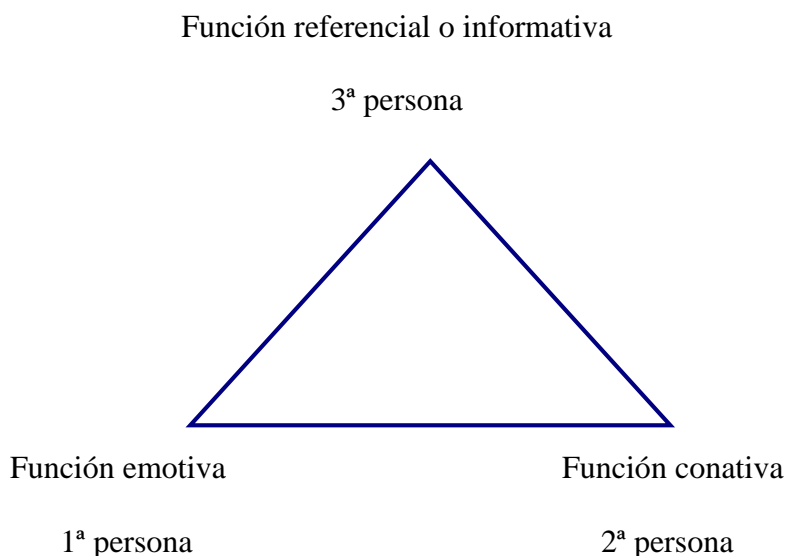 Función referencial o informativa
3ª persona
Función emotiva
Función conativa
1ª persona
2ª persona